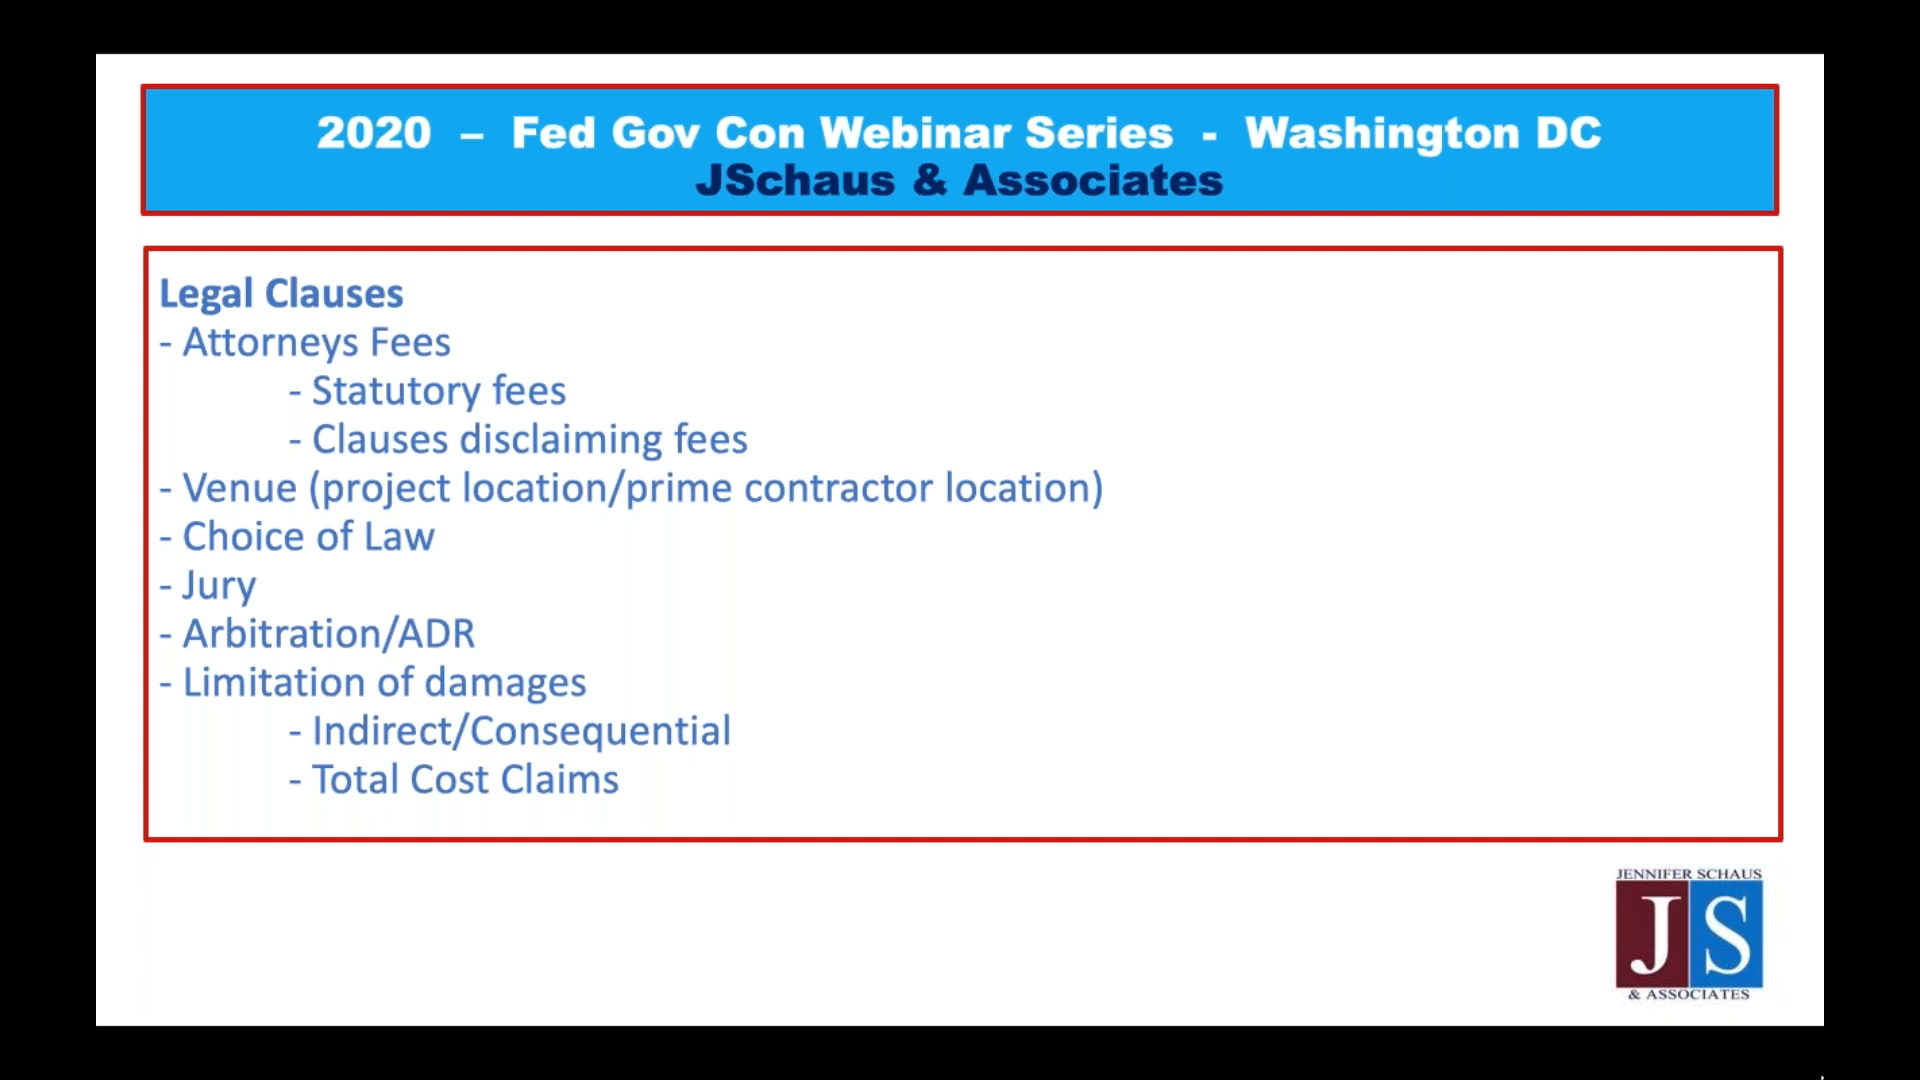 2020 – Fed Gov Con Webinar Series - Washington DC
JSchaus & Associates
Legal Clauses
- Attorneys Fees
- Statutory fees
- Clauses disclaiming fees
- Venue (project location/prime contractor location)
- Choice of Law
- Jury
- Arbitration/ADR
- Limitation of damages
- Indirect/Consequential
- Total Cost Claims
JENNIFER SCHAUS
JS
& ASSOCIATES